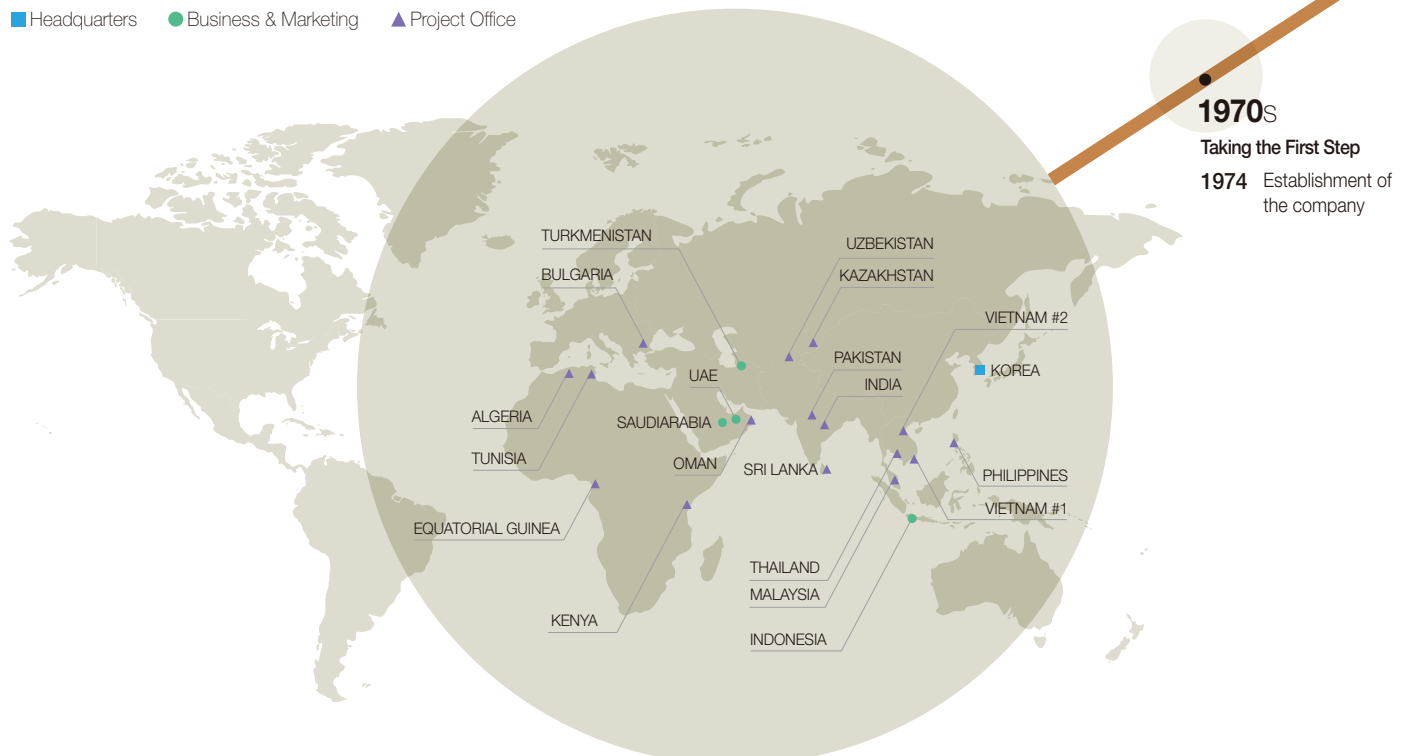 Headquarters Business & Marketing Project Office
1970S
Taking the First Step
1974 Establishment of
the company
TURKMENISTAN
UZBEKISTAN
BULGARIA
KAZAKHSTAN
VIETNAM #2
PAKISTAN
KOREA
UAE
INDIA
ALGERIA
SAUDIARABIA
TUNISIA
OMAN
SRI LANKA
PHILIPPINES
VIETNAM #1
EQUATORIAL GUINEA
THAILAND
MALAYSIA
KENYA
INDONESIA